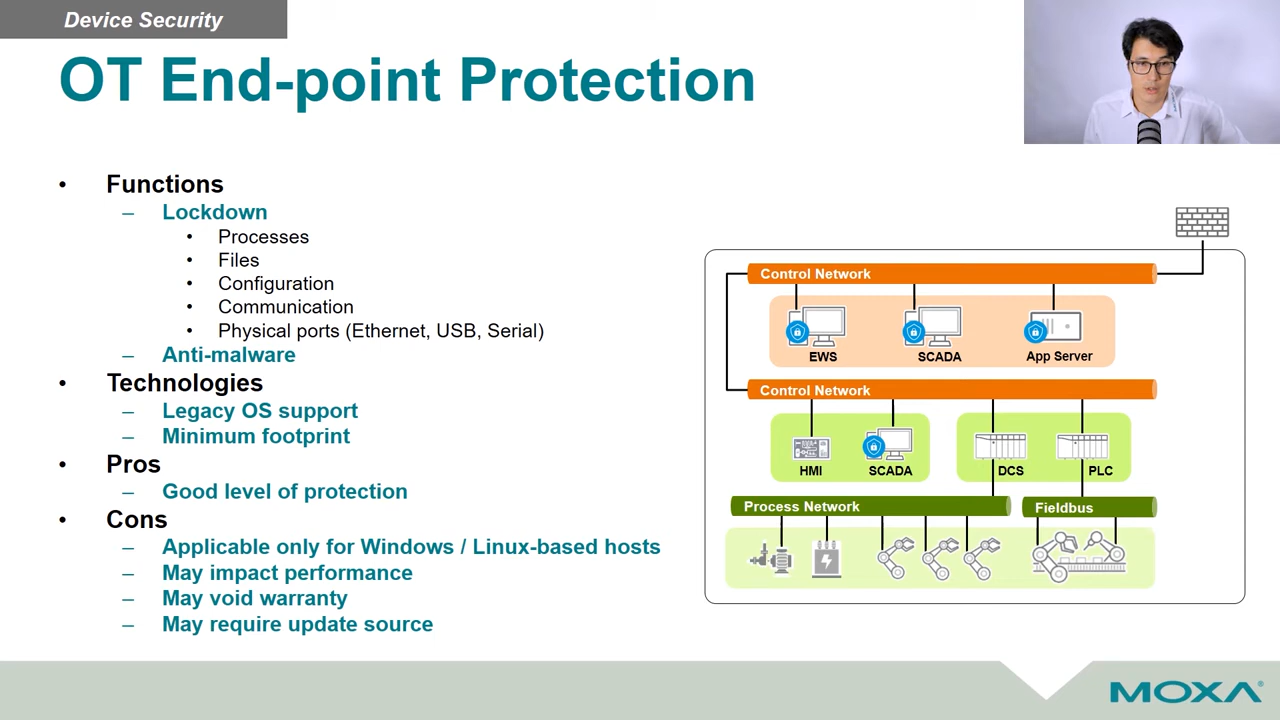 Device Security
OT End-point Protection
• Functions
– Lockdown
• Processes
• Files
• Configuration
• Communication
• Physical ports (Ethernet, USB, Serial)
– Anti-malware
• Technologies
– Legacy OS support
– Minimum footprint
• Pros
– Good level of protection
• Cons
– Applicable only for Windows / Linux-based hosts
– May impact performance
– May void warranty
– May require update source
Control Network
EWS
SCADA
App Server
Control Network
HMI
SCADA
DCS
PLC
Process Network
Fieldbus
MOXA®